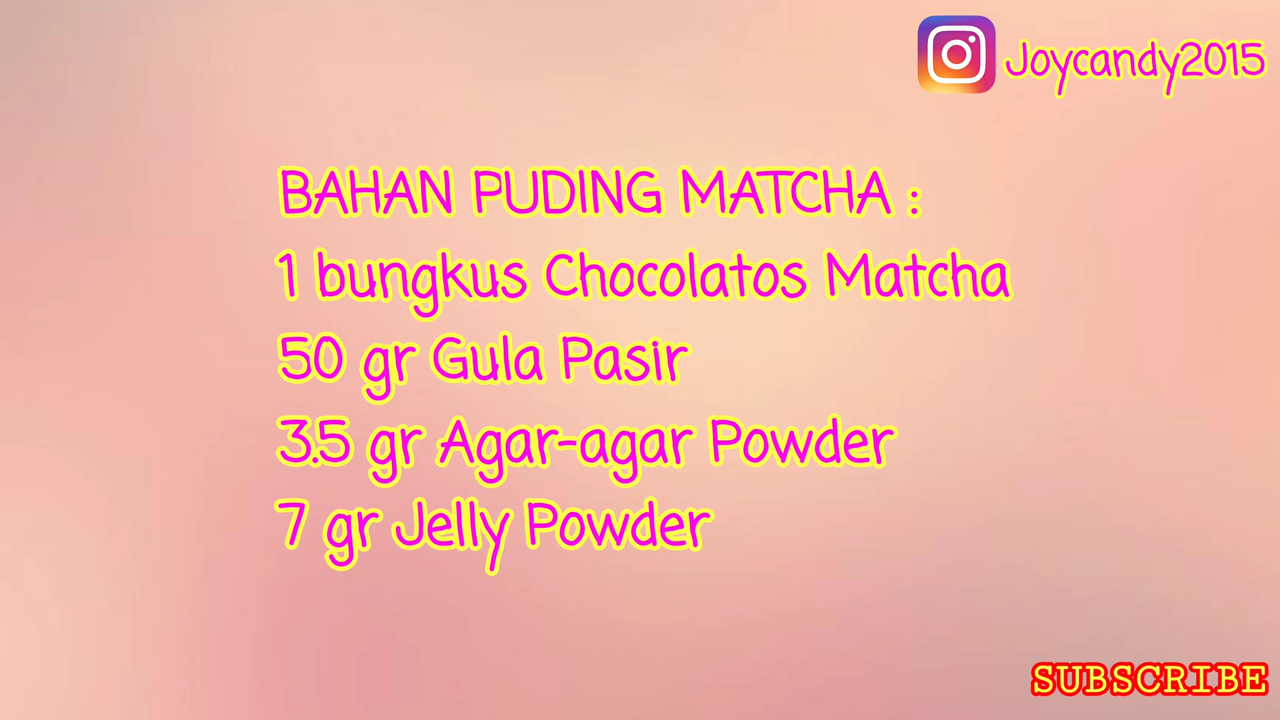 Joycandy2015
BAHAN PUDING MATCHA :
1 bungkus Chocolatos Matcha
50 gr Gula Pasir
3.5 gr Agar-agar Powder
7 gr Jelly Powder
SUBSCRIBE